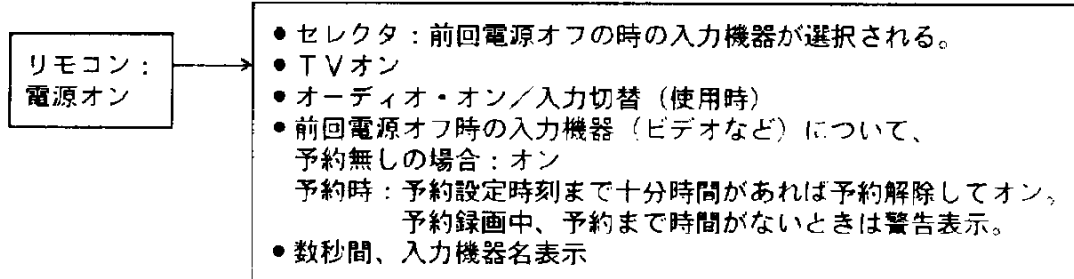 リモコン：
電源オン
●セレクタ：前回電源オフの時の入力機器が選択される。
●ＴＶオン
●オーディオ・オン／入力切替（使用時）
●前回電源オフ時の入力機器（ビデオなど）について、
予約無しの場合：オン
予約時：予約設定時刻まで十分時間があれば予約解除してオン。
予約録画中、予約まで時間がないときは警告表示。
●数秒間、入力機器名表示